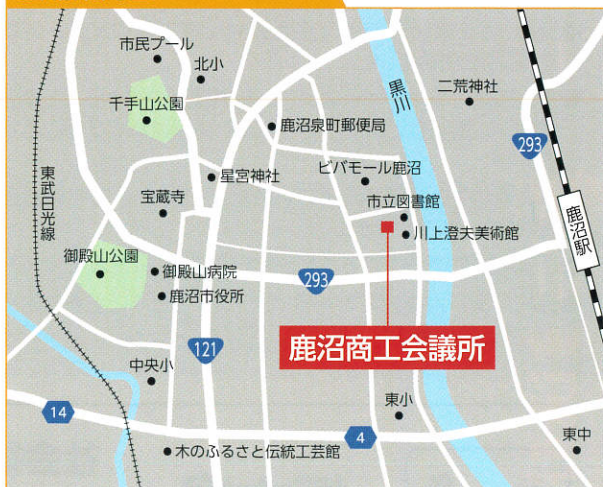 市民プール
北小
千手山公園
黒川
二荒神社
鹿沼泉町郵便局
293
東武日光線
星宮神社
ビバモール鹿沼
宝蔵寺
市立図書館
川上澄夫美術館
鹿沼駅
御殿山公園
御殿山病院
293
鹿沼市役所
121
鹿沼商工会議所
中央小
14
東小
4
木のふるさと伝統工芸館
東中